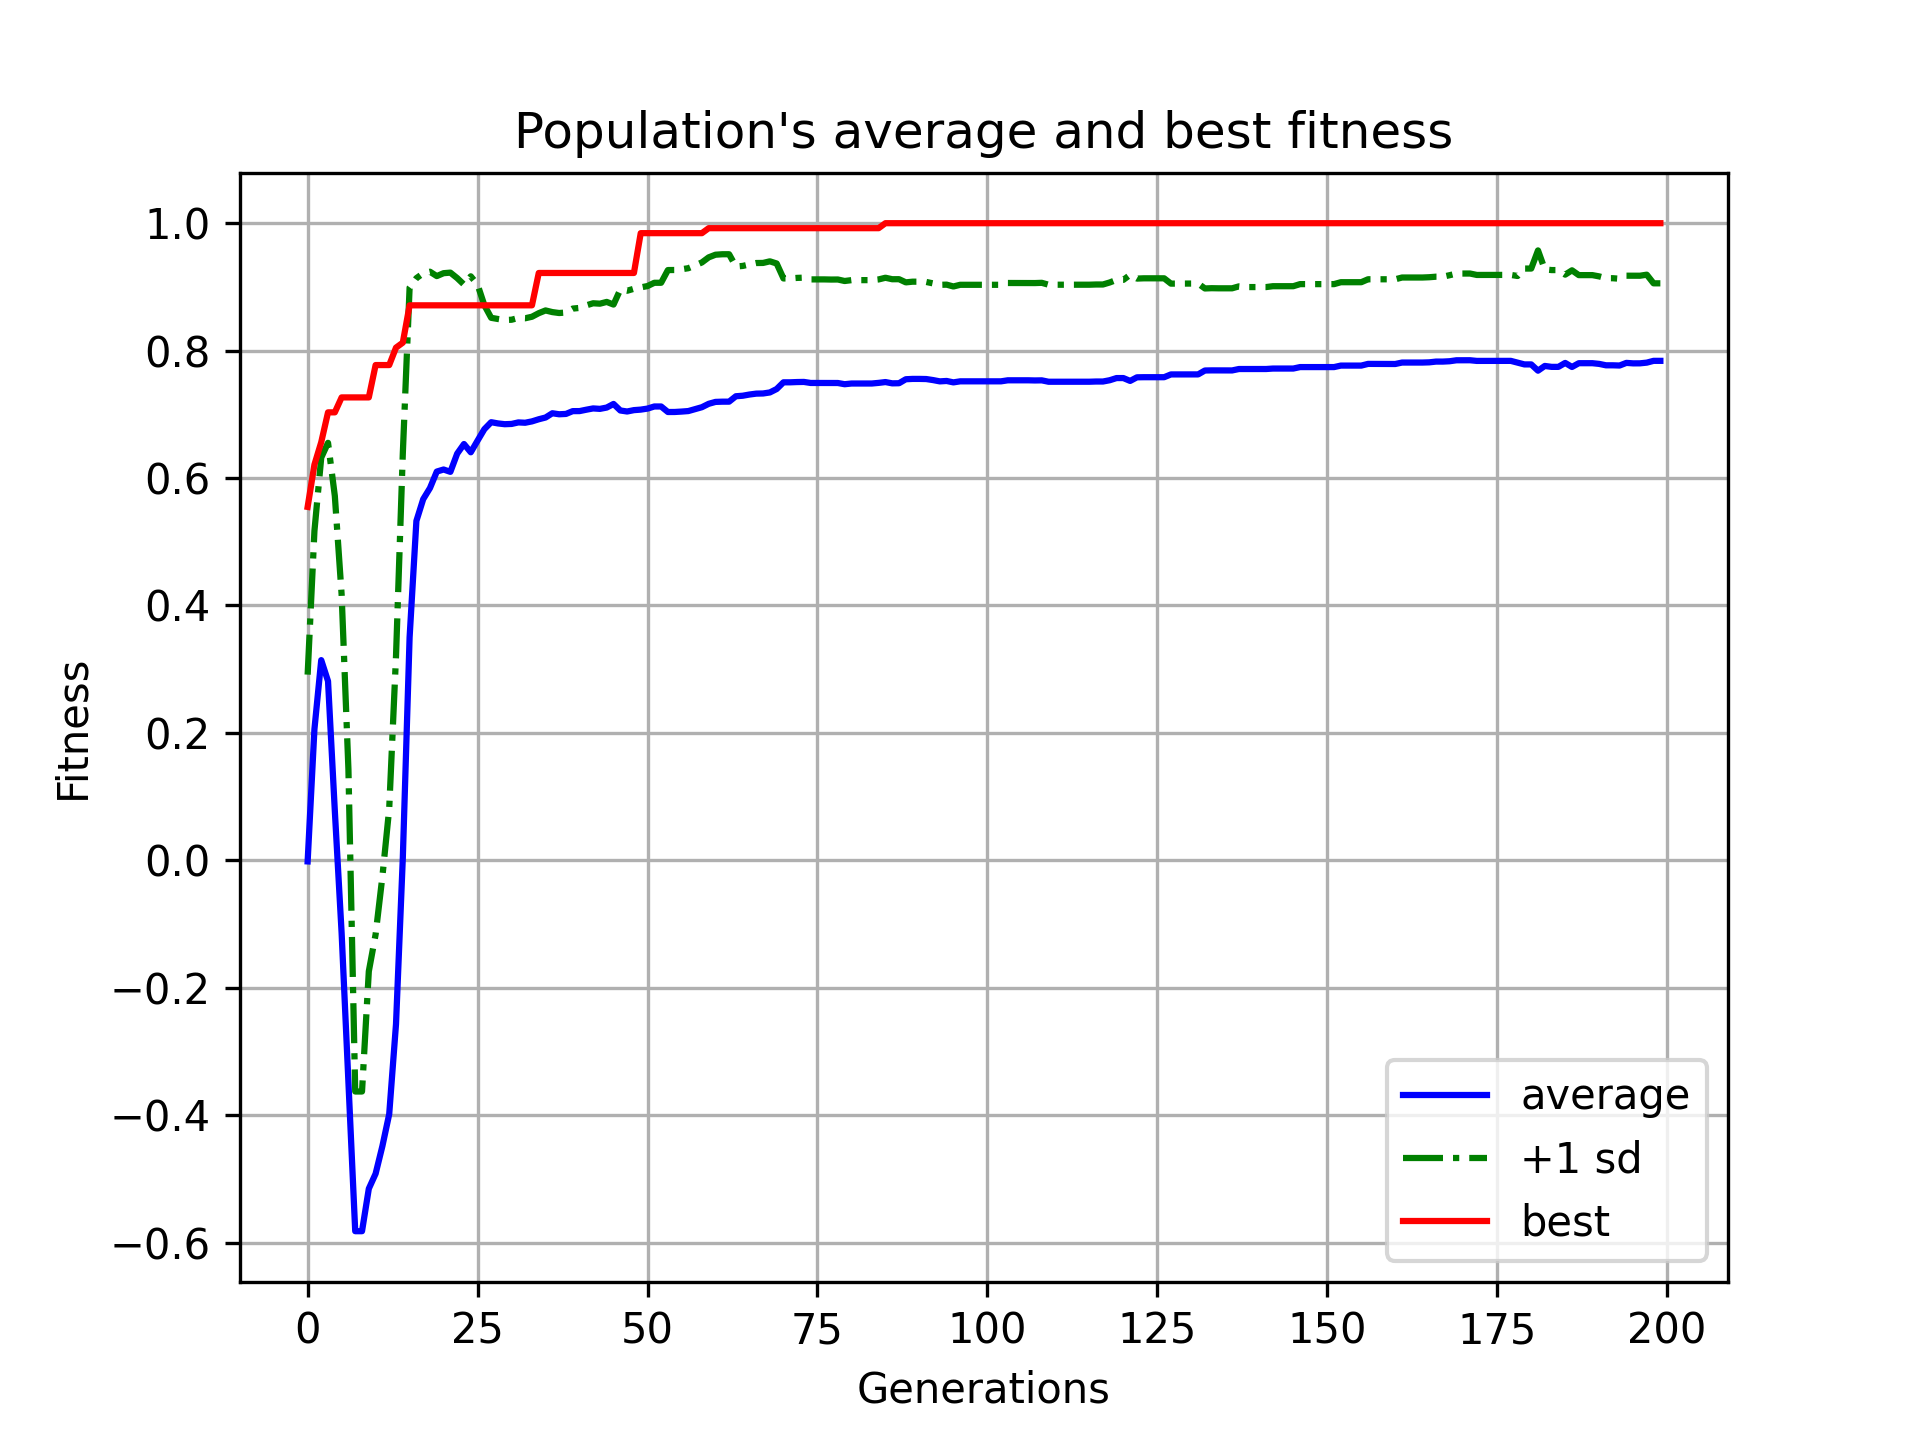 Population's average and best fitness
Fitness
1.0
0.8
0.6
0.4
0.2
0.0
−0.2
−0.4
−0.6
average
+1 sd
best
0 25 50 75 100 125 150 175 200
Generations